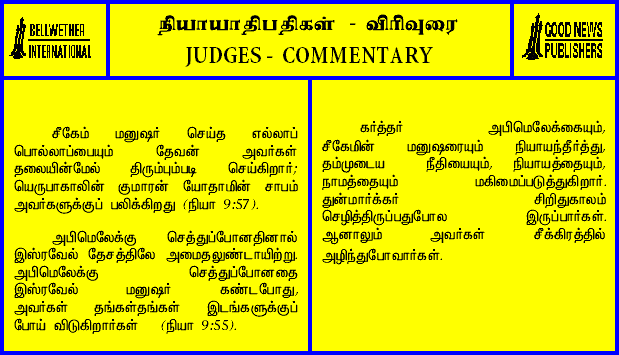 BELLWETHER
INTERNATIONAL
நியாயாதிபதிகள் - விரிவுரை
JUDGES - COMMENTARY
GOOD NEWS
PUBLISHERS
சீகேம் மனுஷர் செய்த எல்லாப்
பொல்லாப்பையும் தேவன் அவர்கள்
தலையின்மேல் திரும்பும்படி செய்கிறார்;
யெருபாகாலின் குமாரன் யோதாமின் சாபம்
அவர்களுக்குப் பலிக்கிறது (நியா 9:57).
அபிமெலேக்கு செத்துப்போனதினால்
இஸ்ரவேல் தேசத்திலே அமைதலுண்டாயிற்று.
அபிமெலேக்கு செத்துப்போனதை
இஸ்ரவேல் மனுஷர் கண்டபோது,
அவர்கள் தங்கள்தங்கள் இடங்களுக்குப்
போய் விடுகிறார்கள் (நியா 9:55).
கர்த்தர் அபிமெலேக்கையும்,
சீகேமின் மனுஷரையும் நியாயந்தீர்த்து,
தம்முடைய நீதியையும், நியாயத்தையும்,
நாமத்தையும் மகிமைப்படுத்துகிறார்.
துன்மார்க்கர் சிறிதுகாலம்
செழித்திருப்பதுபோல இருப்பார்கள்.
ஆனாலும் அவர்கள் சீக்கிரத்தில்
அழிந்துபோவார்கள்.